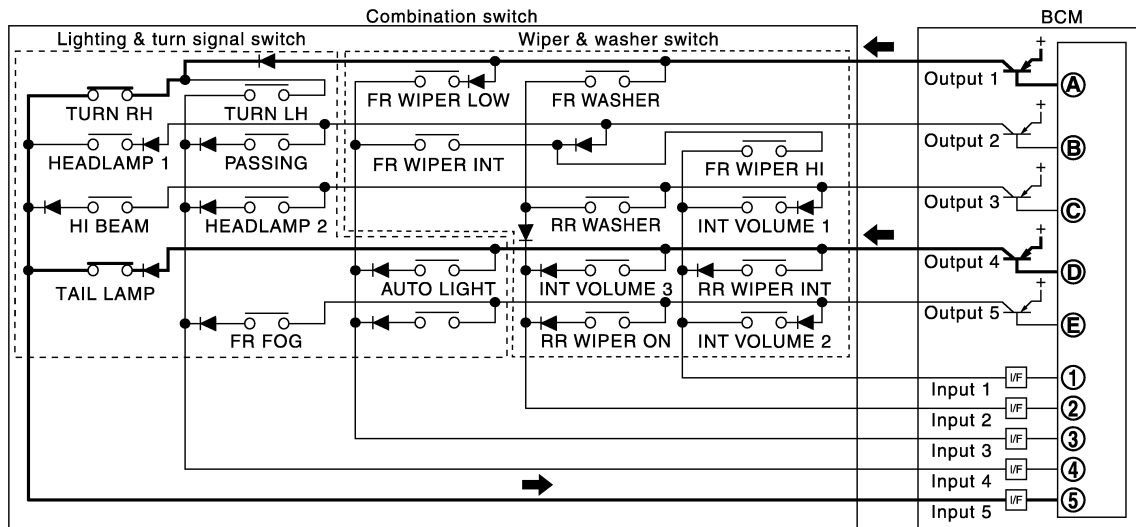 Combination switch
BCM
Lighting & turn signal switch
Wiper & washer switch
+
Output 1
A
TURN RH
TURN LH
FR WIPER LOW
FR WASHER
+
Output 2
B
HEADLAMP 1
PASSING
FR WIPER INT
FR WIPER HI
+
Output 3
C
HI BEAM
HEADLAMP 2
RR WASHER
INT VOLUME 1
+
Output 4
D
TAIL LAMP
AUTO LIGHT
INT VOLUME 3
RR WIPER INT
+
Output 5
E
FR FOG
RR WIPER ON
INT VOLUME 2
Input 1
I/F
1
Input 2
I/F
2
Input 3
I/F
3
Input 4
I/F
4
Input 5
I/F
5